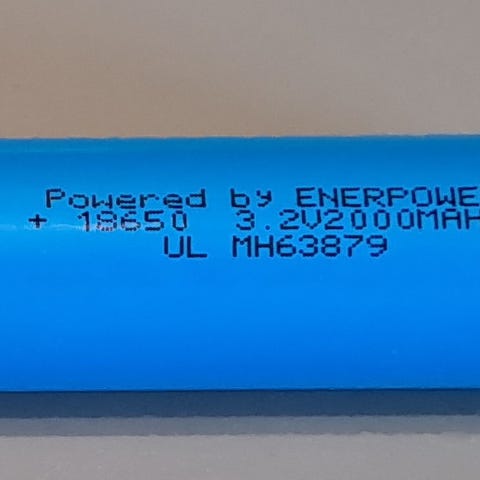 Powered by ENERPOWE
+ 18650 3.2V2000MAH
UL MH63879